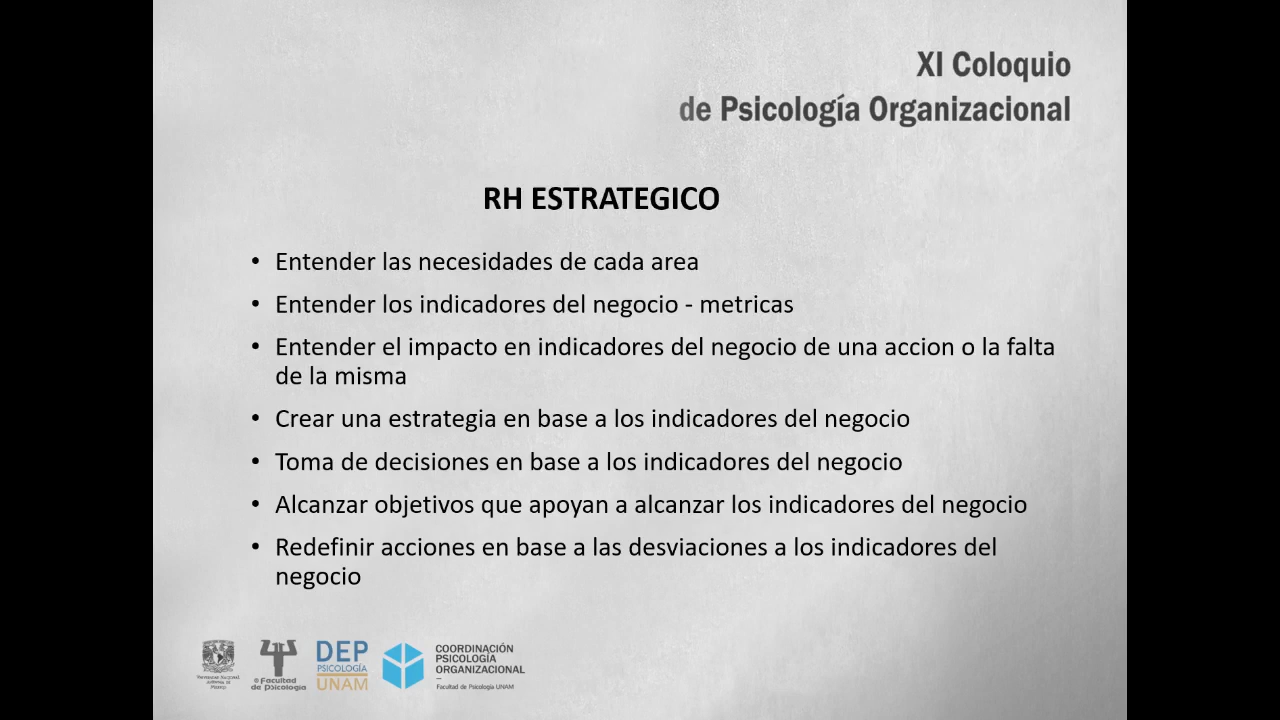 XI Coloquio
de Psicología Organizacional
RH ESTRATEGICO
• Entender las necesidades de cada area
• Entender los indicadores del negocio - metricas
• Entender el impacto en indicadores del negocio de una accion o la falta
de la misma
• Crear una estrategia en base a los indicadores del negocio
• Toma de decisiones en base a los indicadores del negocio
• Alcanzar objetivos que apoyan a alcanzar los indicadores del negocio
• Redefinir acciones en base a las desviaciones a los indicadores del
negocio
Facultad
de Psicología
DEP
PSICOLOGÍA
UNAM
COORDINACIÓN
PSICOLOGÍA
ORGANIZACIONAL
Facultad de Psicología UNAM